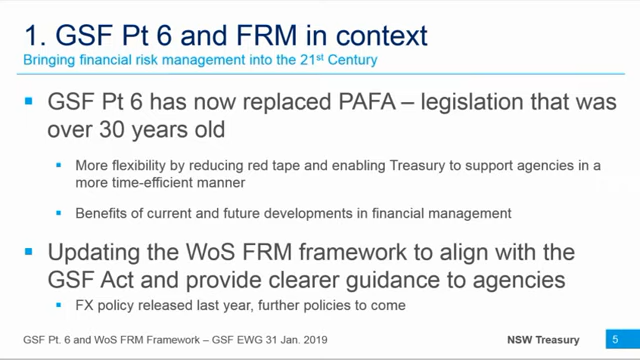 1. GSF Pt 6 and FRM in context
Bringing financial risk management into the 21st Century
GSF Pt 6 has now replaced PAFA – legislation that was
over 30 years old
More flexibility by reducing red tape and enabling Treasury to support agencies in a
more time-efficient manner
Benefits of current and future developments in financial management
Updating the WoS FRM framework to align with the
GSF Act and provide clearer guidance to agencies
FX policy released last year, further policies to come
GSF Pt. 6 and WoS FRM Framework – GSF EWG 31 Jan. 2019
NSW Treasury
5